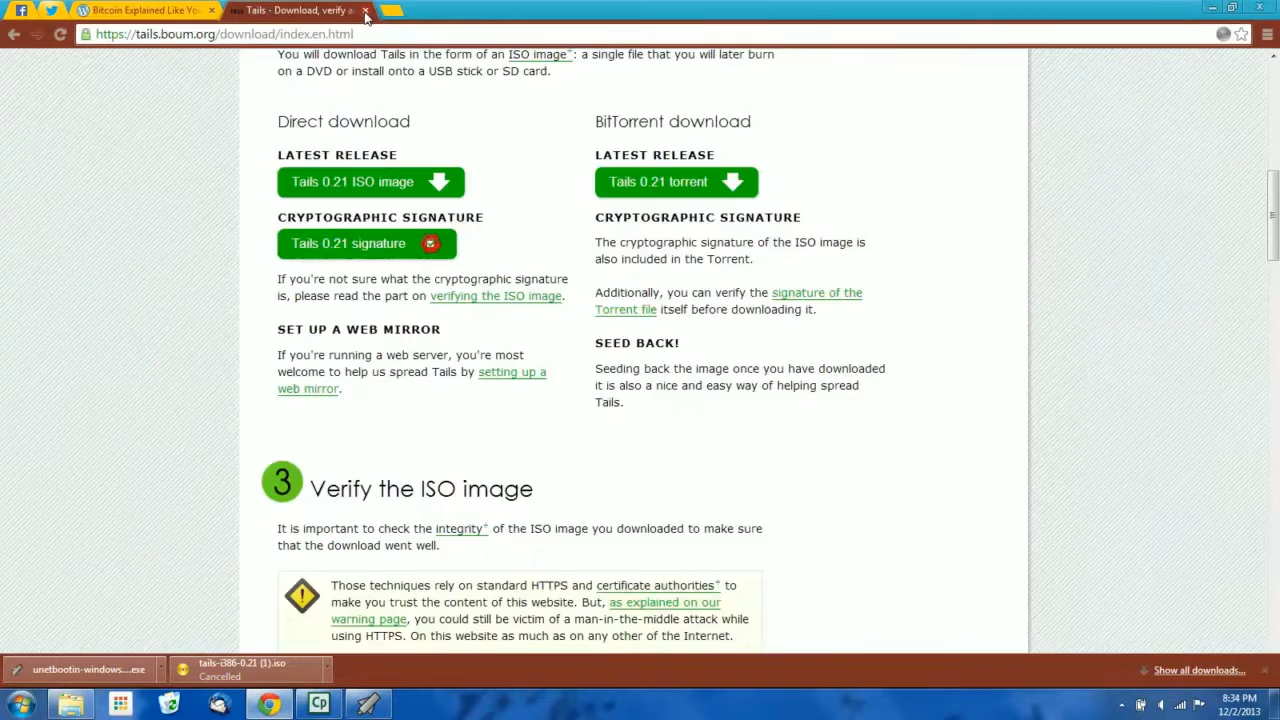 Bitcoin Explained Like Yo
Tails - Download, verify a
https://tails.boum.org/download/index.en.html
You will download Tails in the form of an ISO image+: a single file that you will later burn
on a DVD or install onto a USB stick or SD card.
Direct download
LATEST RELEASE
Tails 0.21 ISO image
CRYPTOGRAPHIC SIGNATURE
Tails 0.21 signature
If you're not sure what the cryptographic signature
is, please read the part on verifying the ISO image.
SET UP A WEB MIRROR
If you're running a web server, you're most
welcome to help us spread Tails by setting up a
web mirror.
BitTorrent download
LATEST RELEASE
Tails 0.21 torrent
CRYPTOGRAPHIC SIGNATURE
The cryptographic signature of the ISO image is
also included in the Torrent.
Additionally, you can verify the signature of the
Torrent file itself before downloading it.
SEED BACK!
Seeding back the image once you have downloaded
it is also a nice and easy way of helping spread
Tails.
3 Verify the ISO image
It is important to check the integrity+ of the ISO image you downloaded to make sure
that the download went well.
Those techniques rely on standard HTTPS and certificate authorities+ to
make you trust the content of this website. But, as explained on our
warning page, you could still be victim of a man-in-the-middle attack while
using HTTPS. On this website as much as on any other of the Internet.
unetbootin-windows....exe
tails-i386-0.21 (1).iso
Cancelled
Show all downloads...
Cp
8:34 PM
12/2/2013